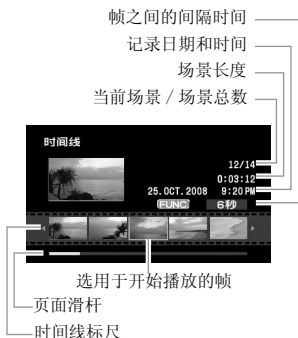 帧之间的间隔时间
记录日期和时间
场景长度
当前场景 / 场景总数
时间线
12/14
0:03:12
25.OCT.2008 9:20PM
FUNC. 6秒
选用于开始播放的帧
页面滑杆
时间线标尺